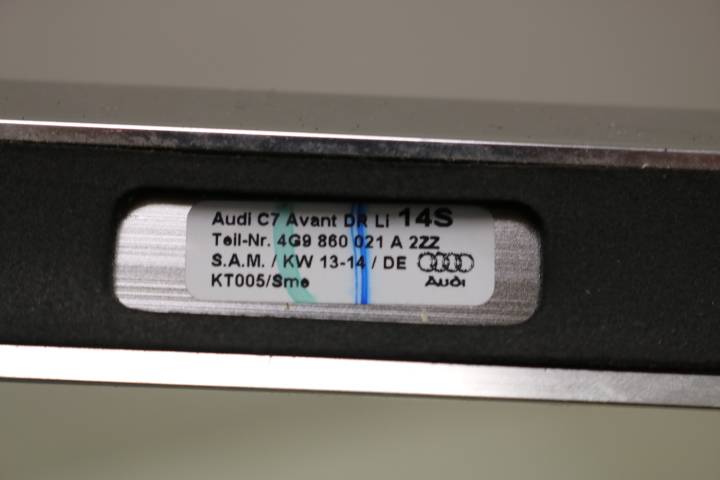 Audi C7 Avant DR Li 14S
Teil-Nr. 4G9 860 021 A 2ZZ
S.A.M. / KW 13-14 / DE
KT005/Sme
Audi